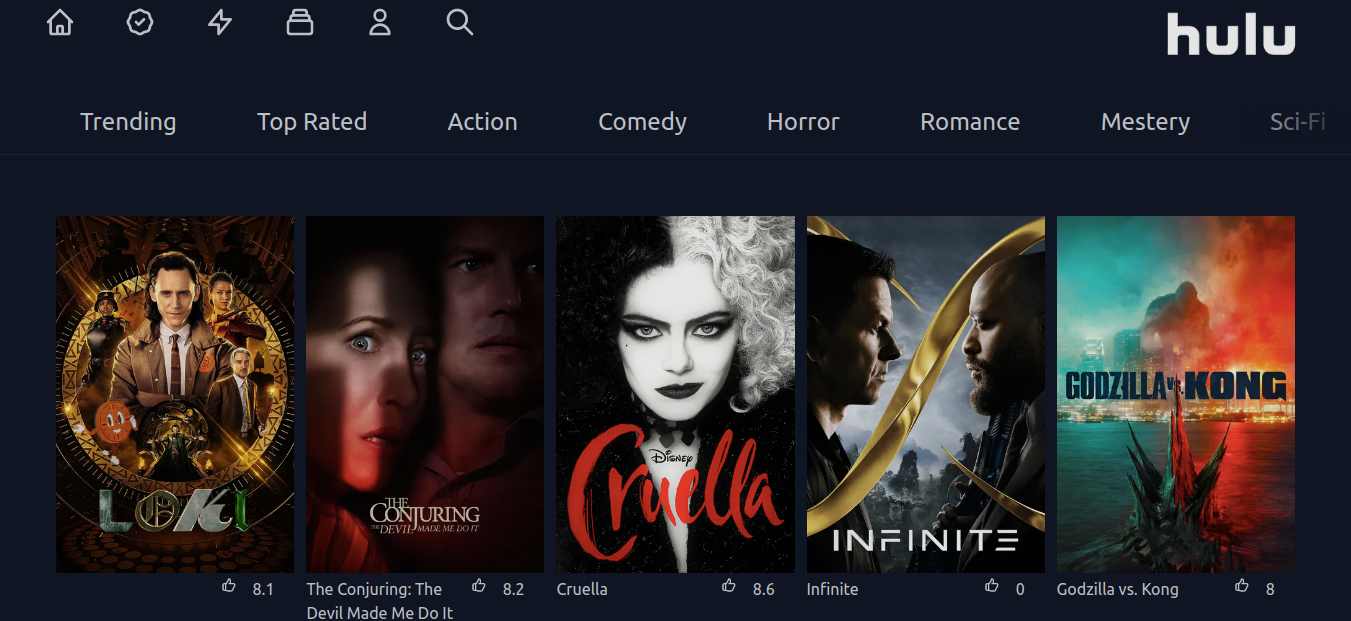 hulu
Trending Top Rated Action Comedy Horror Romance Mestery Sci-Fi
LOKI
THE
CONJURING
THE DEVIL MADE ME DO IT
DISNEY
Cruella
INFINITE
GODZILLA VS. KONG
8.1
The Conjuring: The
Devil Made Me Do It
8.2
Cruella
8.6
Infinite
0
Godzilla vs. Kong
8